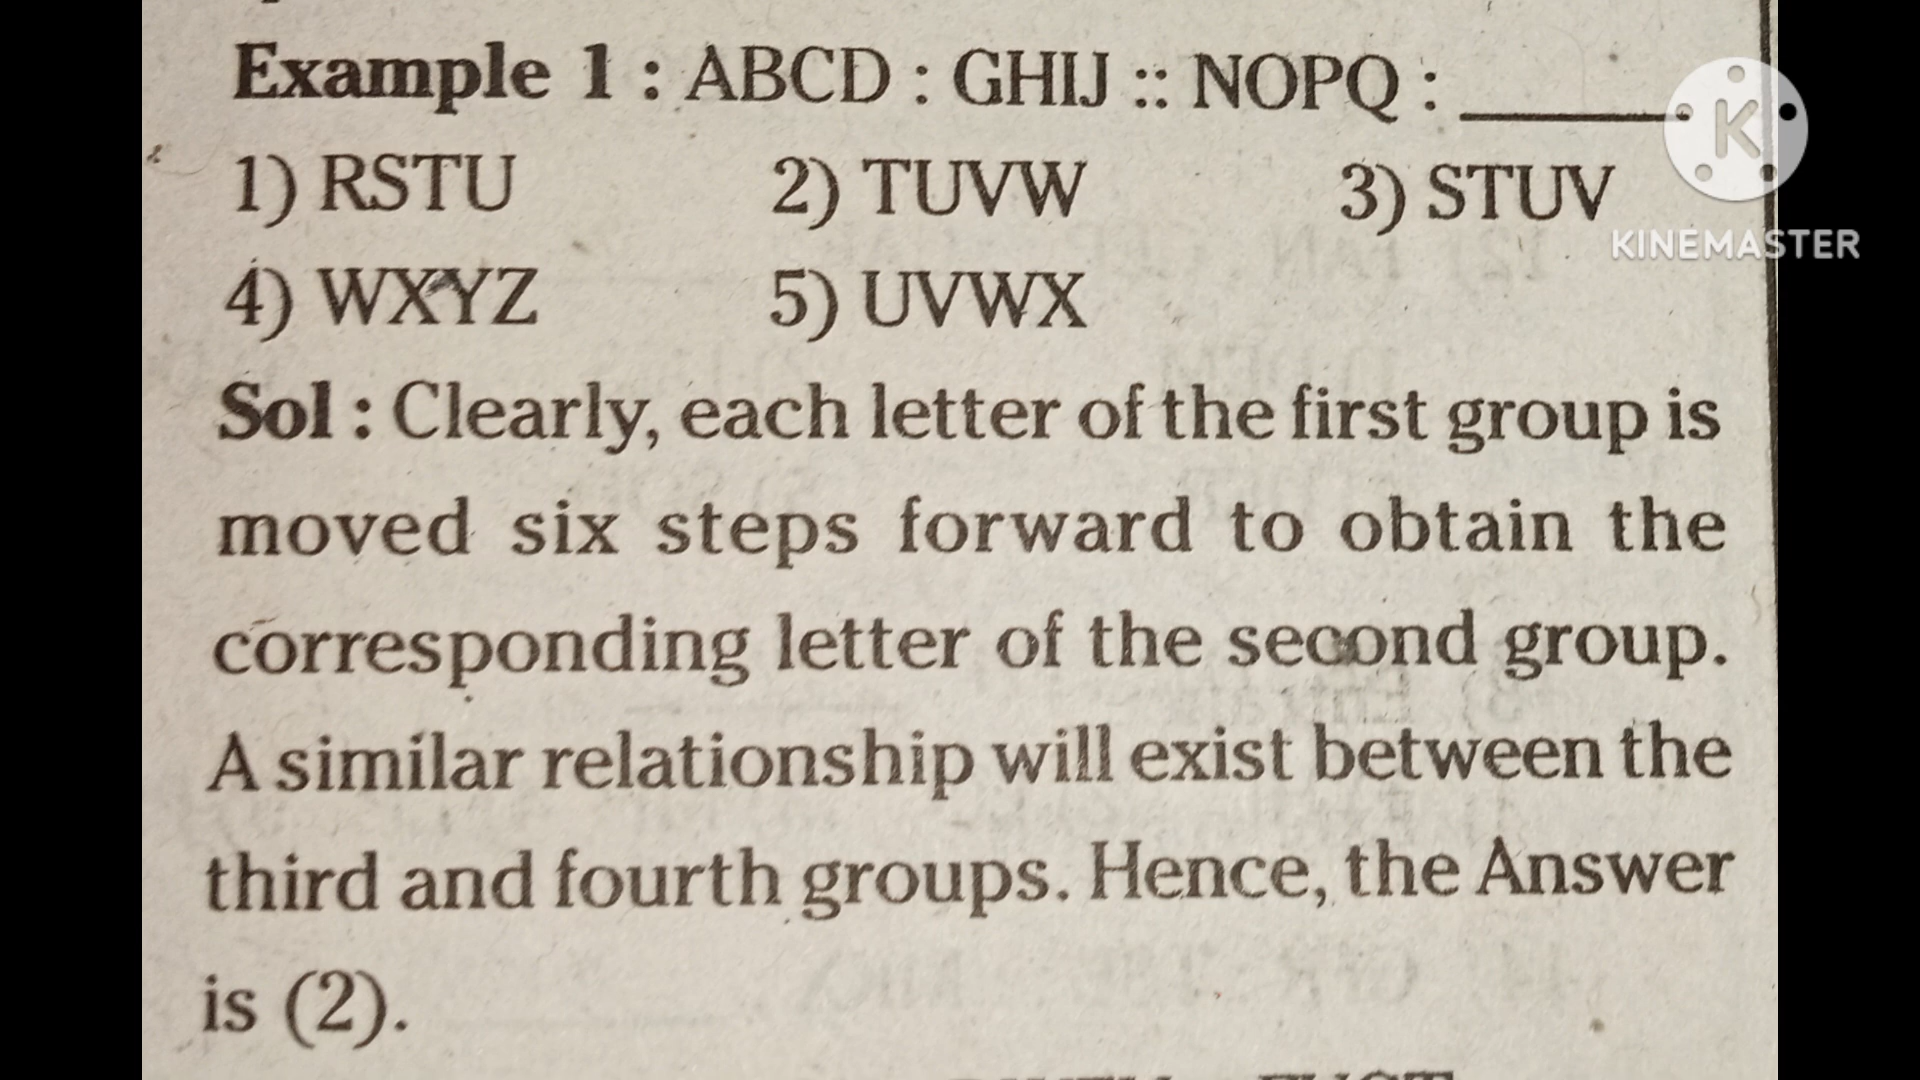 Example 1 : ABCD : GHIJ :: NOPQ : ______
1) RSTU 2) TUVW 3) STUV
4) WXYZ 5) UVWX
Sol : Clearly, each letter of the first group is
moved six steps forward to obtain the
corresponding letter of the second group.
A similar relationship will exist between the
third and fourth groups. Hence, the Answer
is (2).
K
KINEMASTER